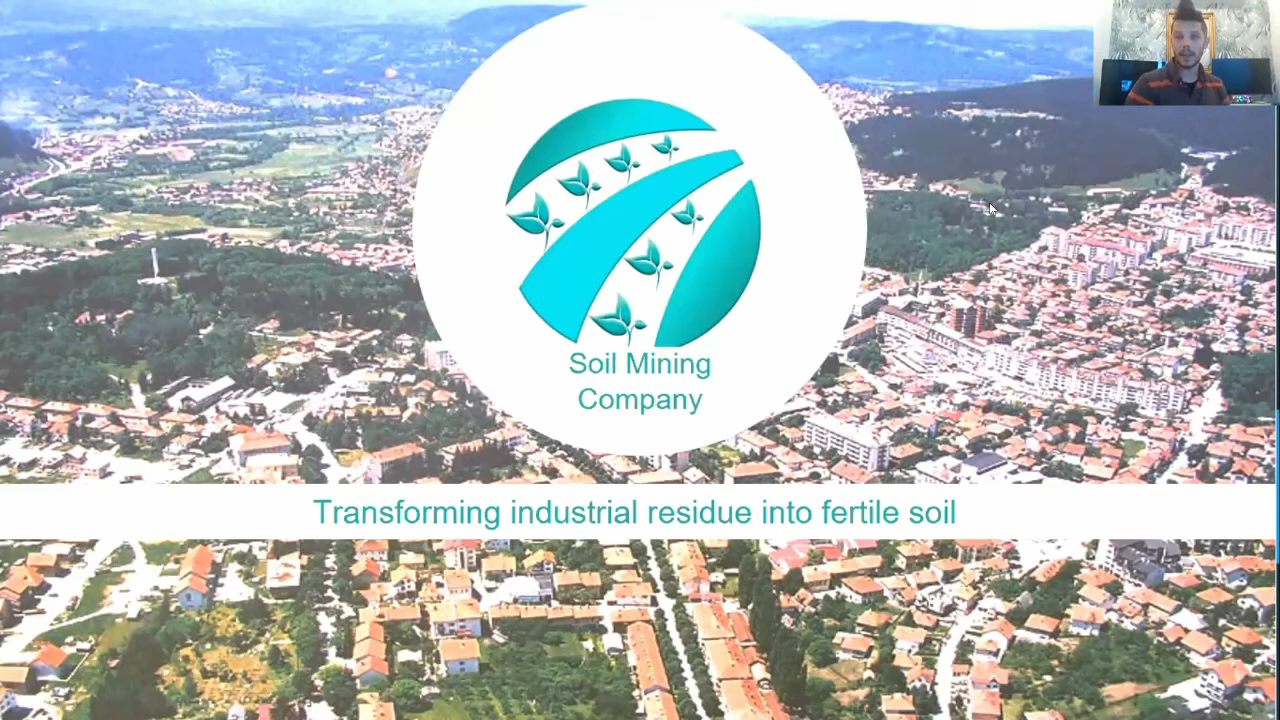 Soil Mining
Company
Transforming industrial residue into fertile soil